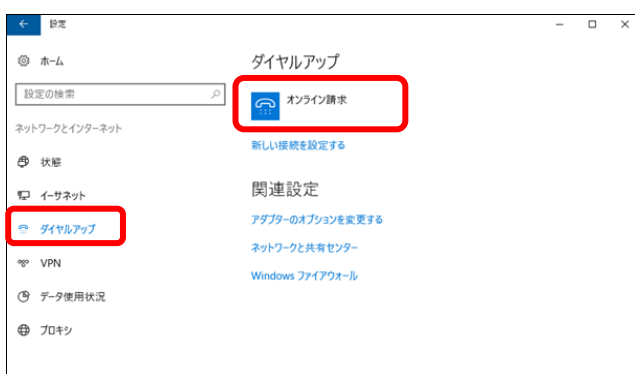 設定
ホーム
設定の検索
ネットワークとインターネット
状態
イーサネット
ダイヤルアップ
VPN
データ使用状況
プロキシ
ダイヤルアップ
オンライン請求
新しい接続を設定する
関連設定
アダプターのオプションを変更する
ネットワークと共有センター
Windows ファイアウォール